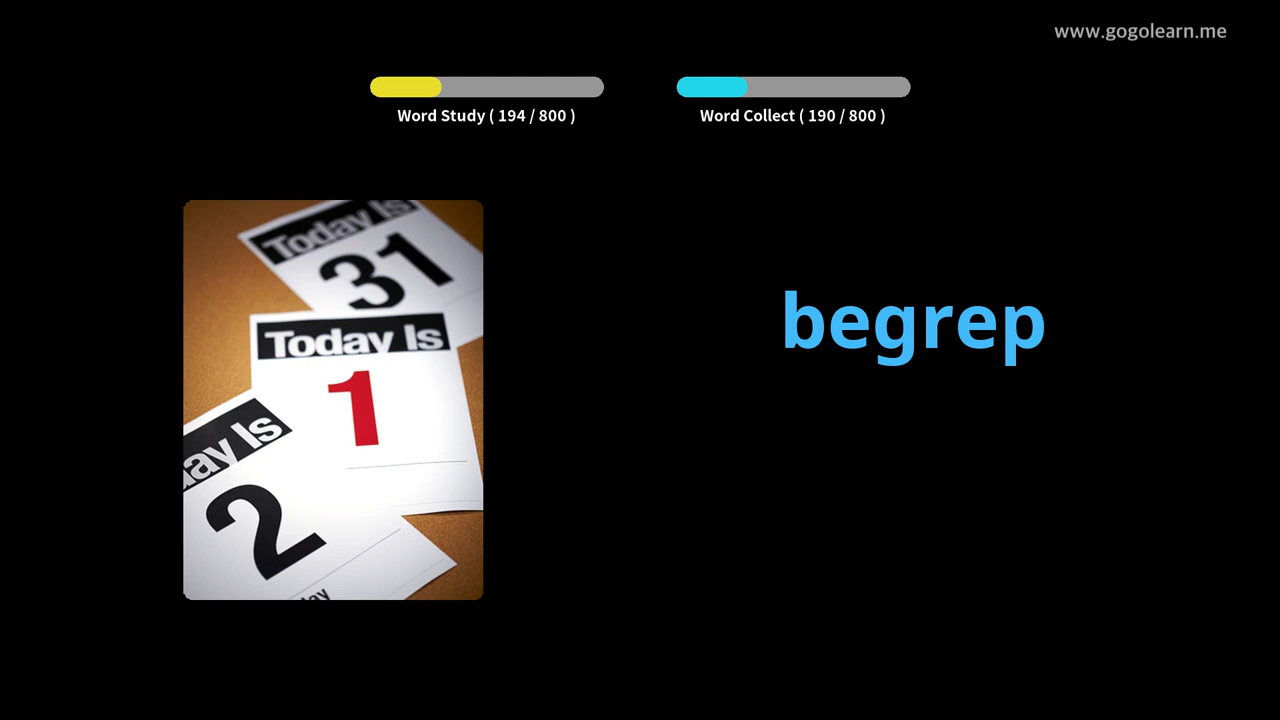 www.gogolearn.me
Word Study ( 194 / 800 )
Word Collect ( 190 / 800 )
Today Is
31
Today Is
1
ay Is
2
begrep